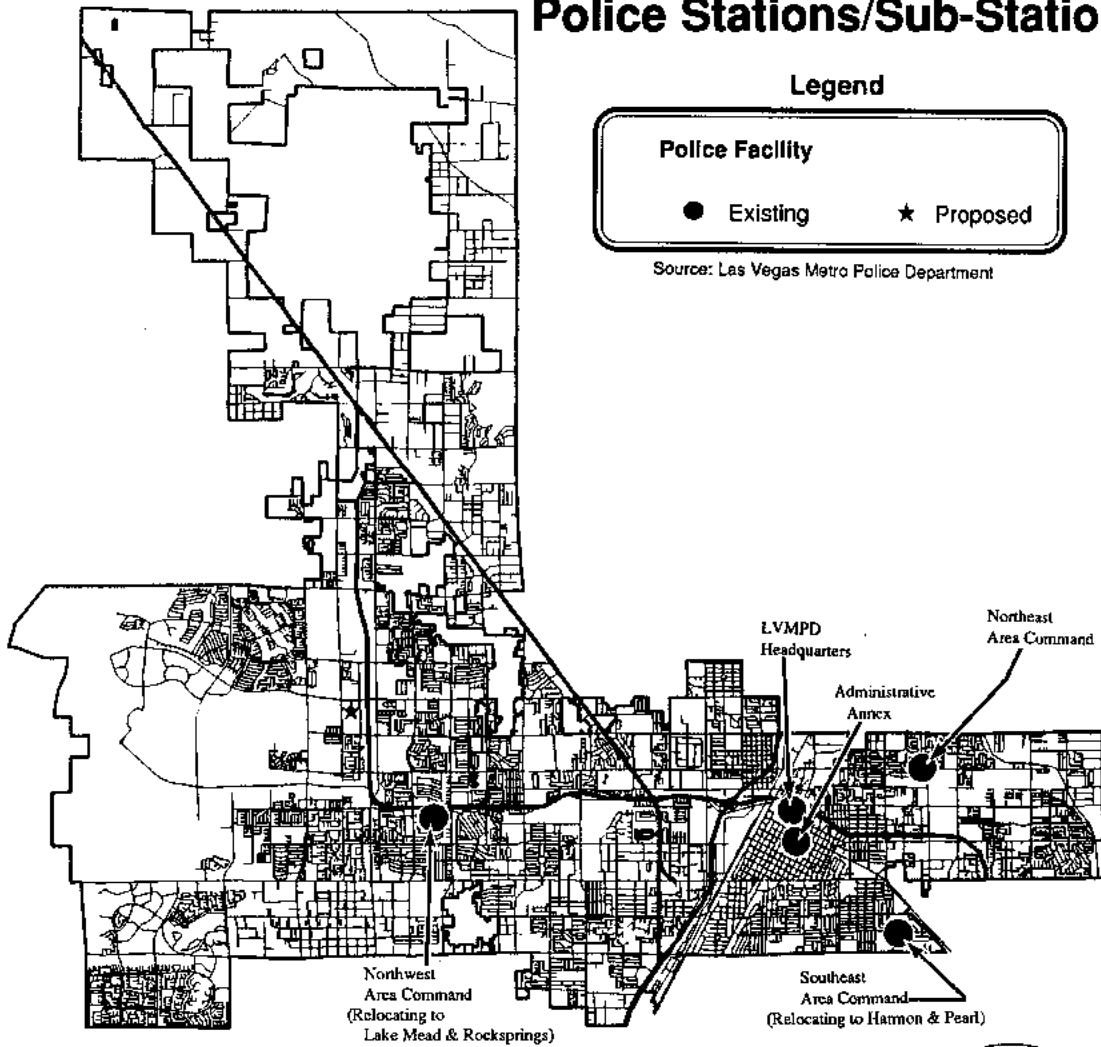 Police Stations/Sub-Statio
Legend
Police Facility
Existing
Proposed
Source: Las Vegas Metro Police Department
LVMPD
Headquarters
Northeast
Area Command
Administrative
Annex
Northwest
Area Command
(Relocating to
Lake Mead & Rocksprings)
Southeast
Area Command
(Relocating to Harmon & Pearl)